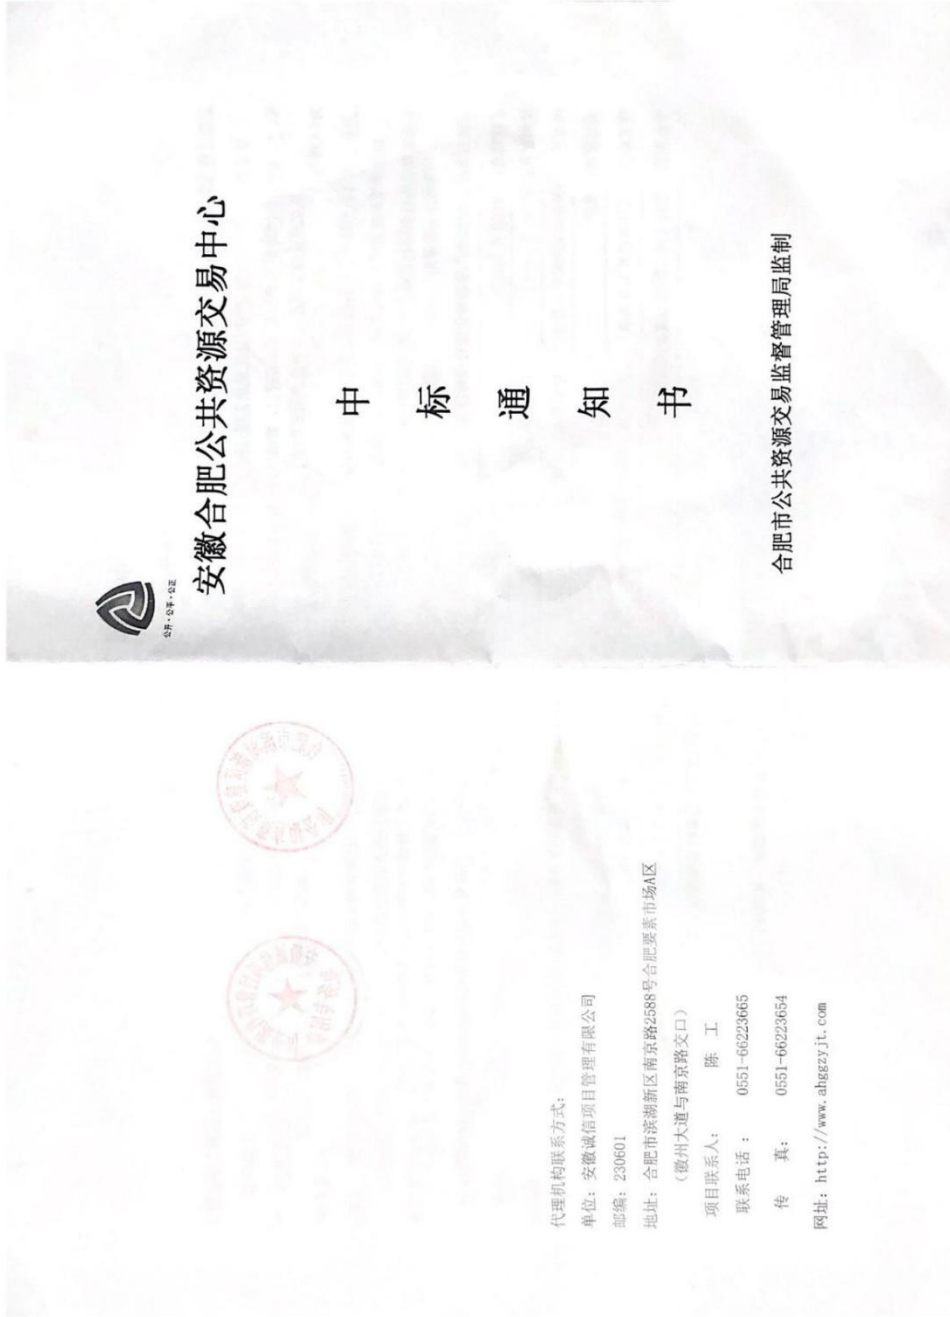 公开·公平·公正
安徽合肥公共资源交易中心
中
标
通
知
书
合肥市公共资源交易监督管理局监制
代理机构联系方式：
单位：安徽诚信项目管理有限公司
邮编：230601
地址：合肥市滨湖新区南京路2588号合肥要素市场A区
（徽州大道与南京路交口）
项目联系人： 陈 工
联系电话： 0551-66223665
传 真： 0551-66223654
网址：http://www.ahggzyjt.com